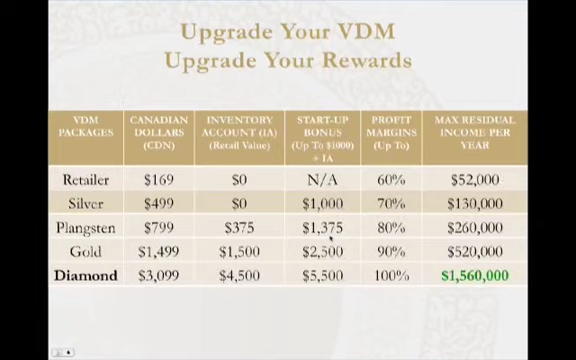 Upgrade Your VDM
Upgrade Your Rewards
VDM PACKAGES | CANADIAN DOLLARS (CDN) | INVENTORY ACCOUNT (IA) (Retail Value) | START-UP BONUS (Up To $1000) + IA | PROFIT MARGINS (Up To) | MAX RESIDUAL INCOME PER YEAR
Retailer | $169 | $0 | N/A | 60% | $52,000
Silver | $499 | $0 | $1,000 | 70% | $130,000
Plangsten | $799 | $375 | $1,375 | 80% | $260,000
Gold | $1,499 | $1,500 | $2,500 | 90% | $520,000
Diamond | $3,099 | $4,500 | $5,500 | 100% | $1,560,000